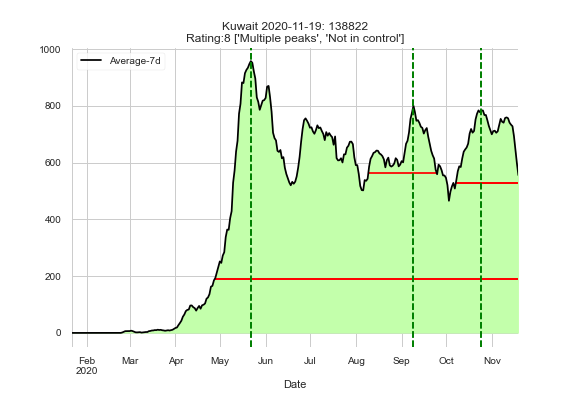 Kuwait 2020-11-19: 138822
Rating:8 ['Multiple peaks', 'Not in control']
Average-7d
1000
800
600
400
200
0
Feb Mar Apr May Jun Jul Aug Sep Oct Nov
2020
Date